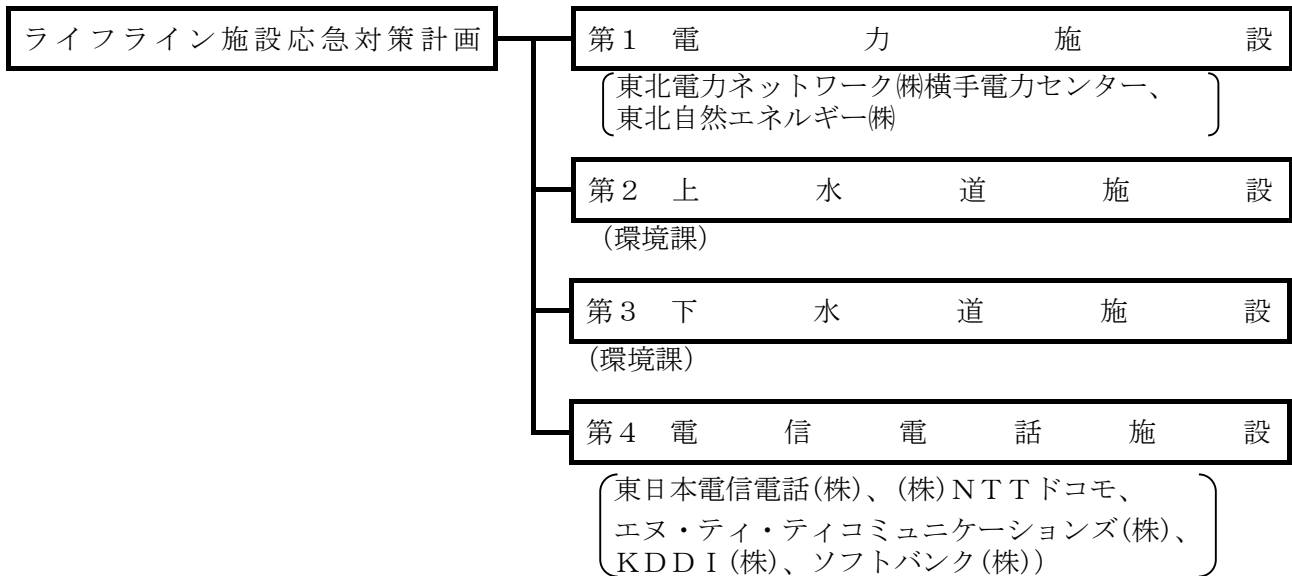 ライフライン施設応急対策計画
第1 電力施設
東北電力ネットワーク㈱横手電力センター、
東北自然エネルギー㈱
第2 上水道施設
(環境課)
第3 下水道施設
(環境課)
第4 電信電話施設
東日本電信電話(株)、(株)NTTドコモ、
エヌ・ティ・ティコミュニケーションズ(株)、
KDDI(株)、ソフトバンク(株))